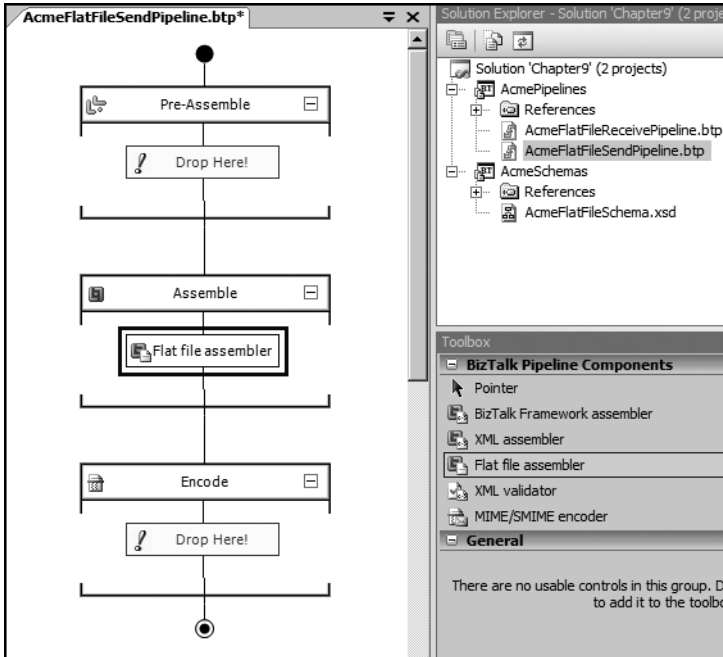 AcmeFlatFileSendPipeline.btp*
Pre-Assemble
Drop Here!
Assemble
Flat file assembler
Encode
Drop Here!
Solution Explorer - Solution 'Chapter9' (2 proje
Solution 'Chapter9' (2 projects)
AcmePipelines
References
AcmeFlatFileReceivePipeline.btp
AcmeFlatFileSendPipeline.btp
AcmeSchemas
References
AcmeFlatFileSchema.xsd
Toolbox
BizTalk Pipeline Components
Pointer
BizTalk Framework assembler
XML assembler
Flat file assembler
XML validator
MIME/SMIME encoder
General
There are no usable controls in this group. D
to add it to the toolbo